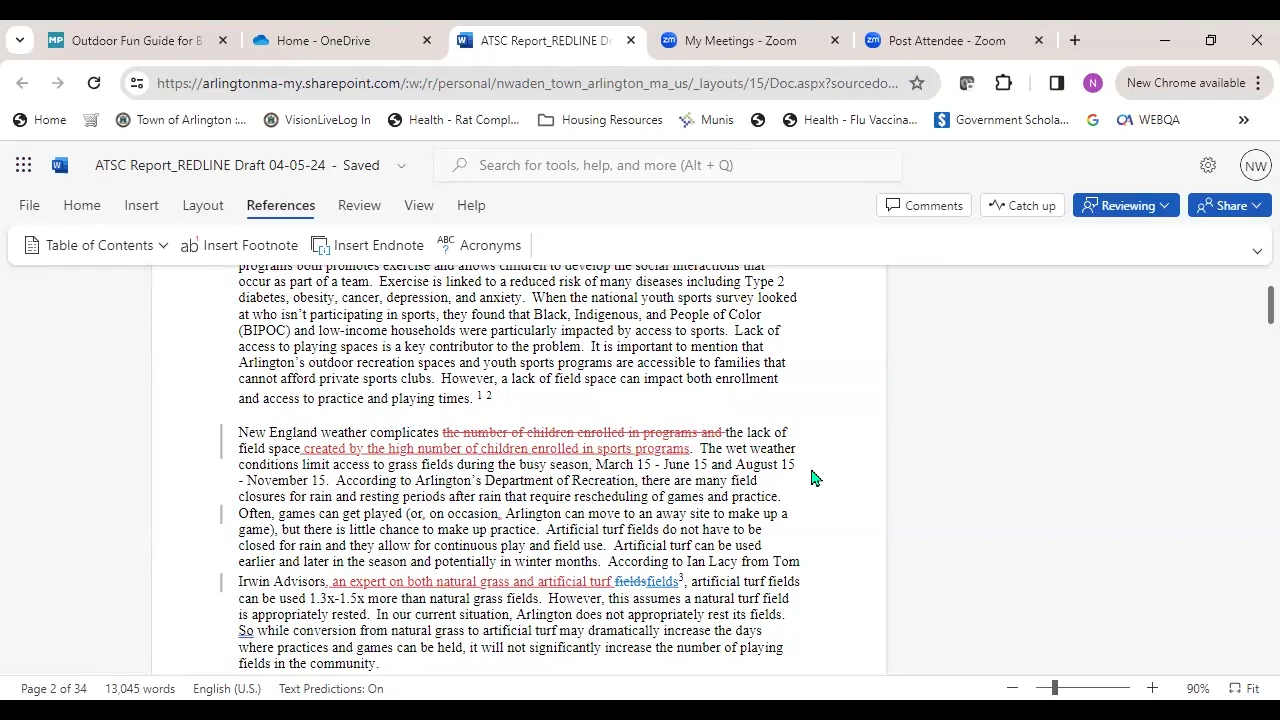 MP Outdoor Fun Guide for B
Home - OneDrive
ATSC Report_REDLINE D
zm My Meetings - Zoom
zm Post Attendee - Zoom
https://arlingtonma-my.sharepoint.com/:w:/r/personal/nwaden_town_arlington_ma_us/_layouts/15/Doc.aspx?sourcedo...
N
New Chrome available
Home
Town of Arlington :...
VisionLiveLog In
Health - Rat Compl...
Housing Resources
Munis
Health - Flu Vaccina...
Government Schola...
WEBQA
ATSC Report_REDLINE Draft 04-05-24 - Saved
Search for tools, help, and more (Alt + Q)
NW
File Home Insert Layout References Review View Help
Comments
Catch up
Reviewing
Share
Table of Contents
ab Insert Footnote
Insert Endnote
ABC Acronyms
programs both promotes exercise and allows children to develop the social interactions that
occur as part of a team. Exercise is linked to a reduced risk of many diseases including Type 2
diabetes, obesity, cancer, depression, and anxiety. When the national youth sports survey looked
at who isn't participating in sports, they found that Black, Indigenous, and People of Color
(BIPOC) and low-income households were particularly impacted by access to sports. Lack of
access to playing spaces is a key contributor to the problem. It is important to mention that
Arlington's outdoor recreation spaces and youth sports programs are accessible to families that
cannot afford private sports clubs. However, a lack of field space can impact both enrollment
and access to practice and playing times. 1 2
New England weather complicates the number of children enrolled in programs and the lack of
field space created by the high number of children enrolled in sports programs. The wet weather
conditions limit access to grass fields during the busy season, March 15 - June 15 and August 15
- November 15. According to Arlington's Department of Recreation, there are many field
closures for rain and resting periods after rain that require rescheduling of games and practice.
Often, games can get played (or, on occasion, Arlington can move to an away site to make up a
game), but there is little chance to make up practice. Artificial turf fields do not have to be
closed for rain and they allow for continuous play and field use. Artificial turf can be used
earlier and later in the season and potentially in winter months. According to Ian Lacy from Tom
Irwin Advisors, an expert on both natural grass and artificial turf fieldsfields3, artificial turf fields
can be used 1.3x-1.5x more than natural grass fields. However, this assumes a natural turf field
is appropriately rested. In our current situation, Arlington does not appropriately rest its fields.
So while conversion from natural grass to artificial turf may dramatically increase the days
where practices and games can be held, it will not significantly increase the number of playing
fields in the community.
Page 2 of 34
13,045 words
English (U.S.)
Text Predictions: On
90%
Fit